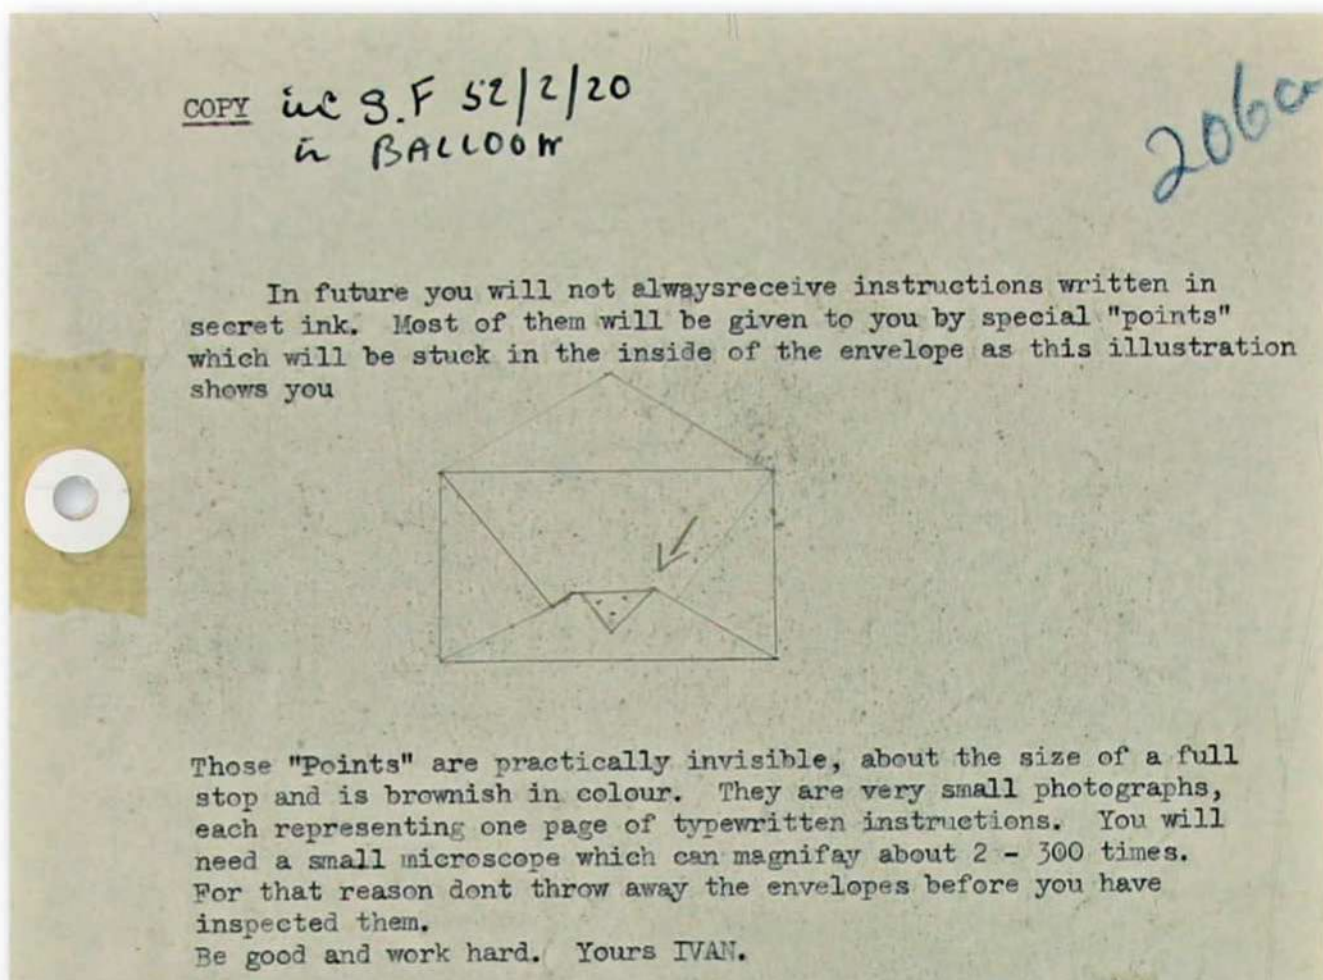 COPY inc S.F 52/2/20
in BALLOON
206a
In future you will not alwaysreceive instructions written in
secret ink. Most of them will be given to you by special "points"
which will be stuck in the inside of the envelope as this illustration
shows you
Those "Points" are practically invisible, about the size of a full
stop and is brownish in colour. They are very small photographs,
each representing one page of typewritten instructions. You will
need a small microscope which can magnifay about 2 - 300 times.
For that reason dont throw away the envelopes before you have
inspected them.
Be good and work hard. Yours IVAN.